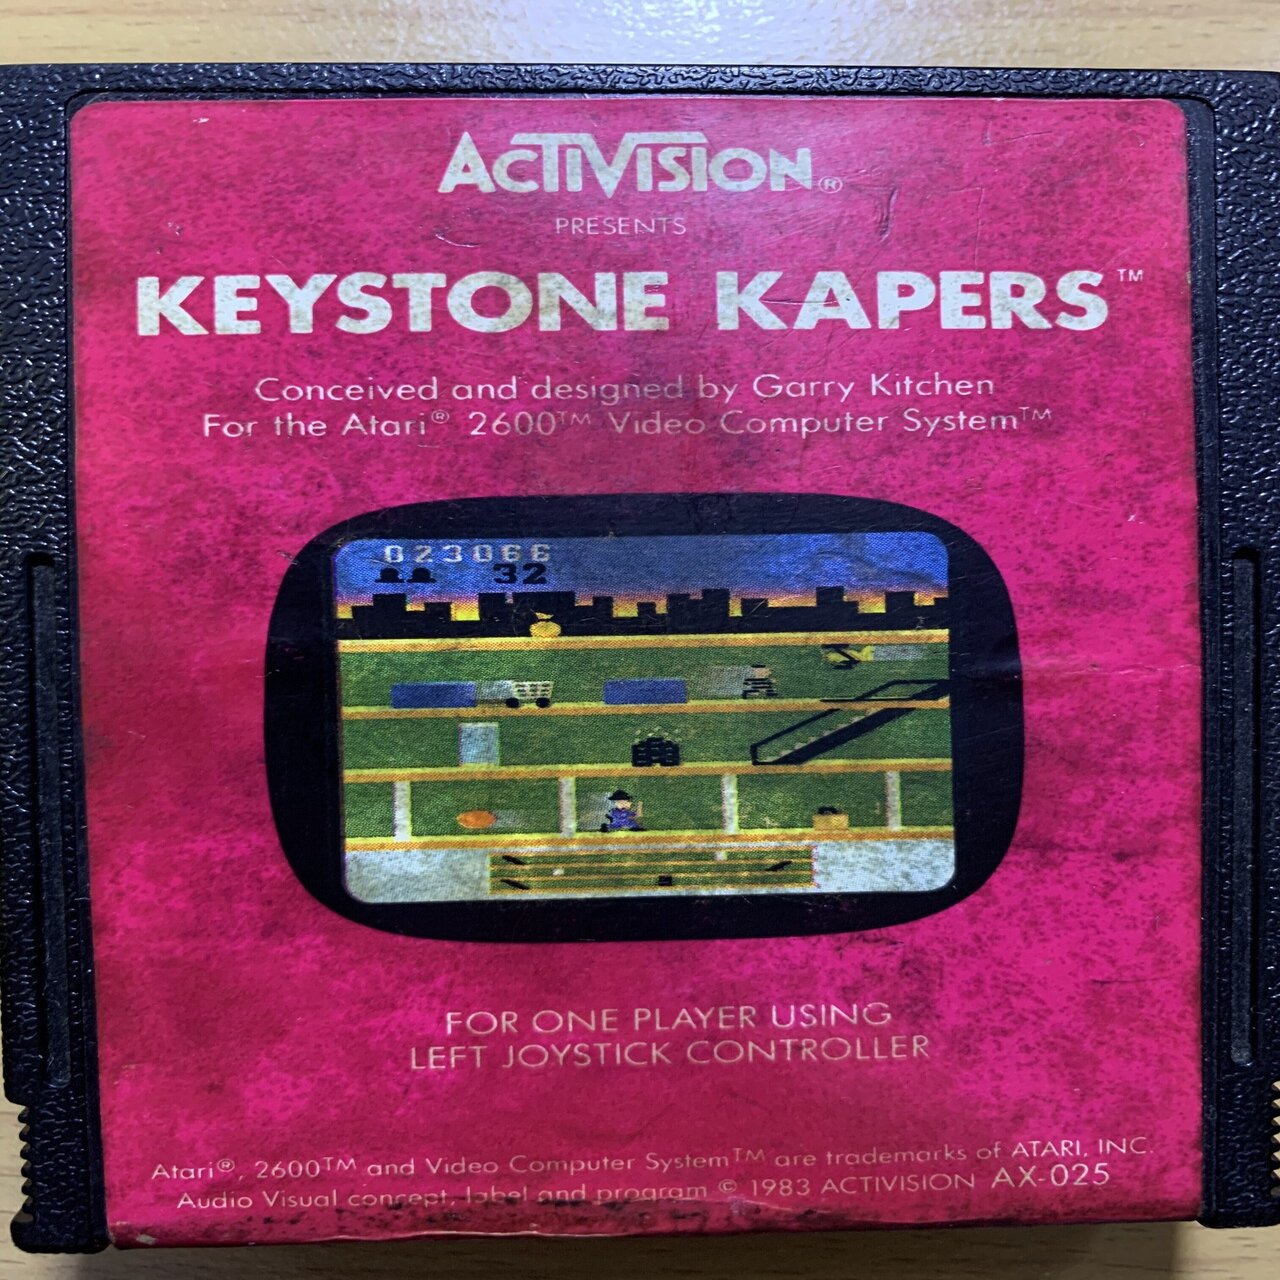 ACTIVISION®
PRESENTS
KEYSTONE KAPERS™
Conceived and designed by Garry Kitchen
For the Atari® 2600™ Video Computer System™
023066
32
FOR ONE PLAYER USING
LEFT JOYSTICK CONTROLLER
Atari®, 2600™ and Video Computer System™ are trademarks of ATARI, INC.
Audio Visual concept, label and program © 1983 ACTIVISION AX-025